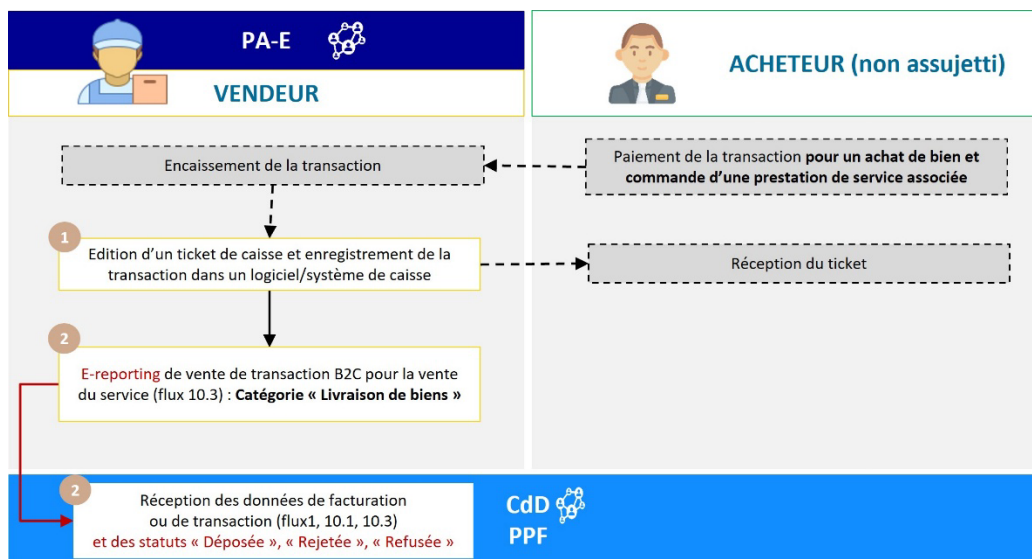 PA-E
VENDEUR
ACHETEUR (non assujetti)
Encaissement de la transaction
Paiement de la transaction pour un achat de bien et
commande d’une prestation de service associée
1
Edition d’un ticket de caisse et enregistrement de la
transaction dans un logiciel/système de caisse
Réception du ticket
2
E-reporting de vente de transaction B2C pour la vente
du service (flux 10.3) : Catégorie « Livraison de biens »
2
Réception des données de facturation
ou de transaction (flux1, 10.1, 10.3)
et des statuts « Déposée », « Rejetée », « Refusée »
CdD
PPF